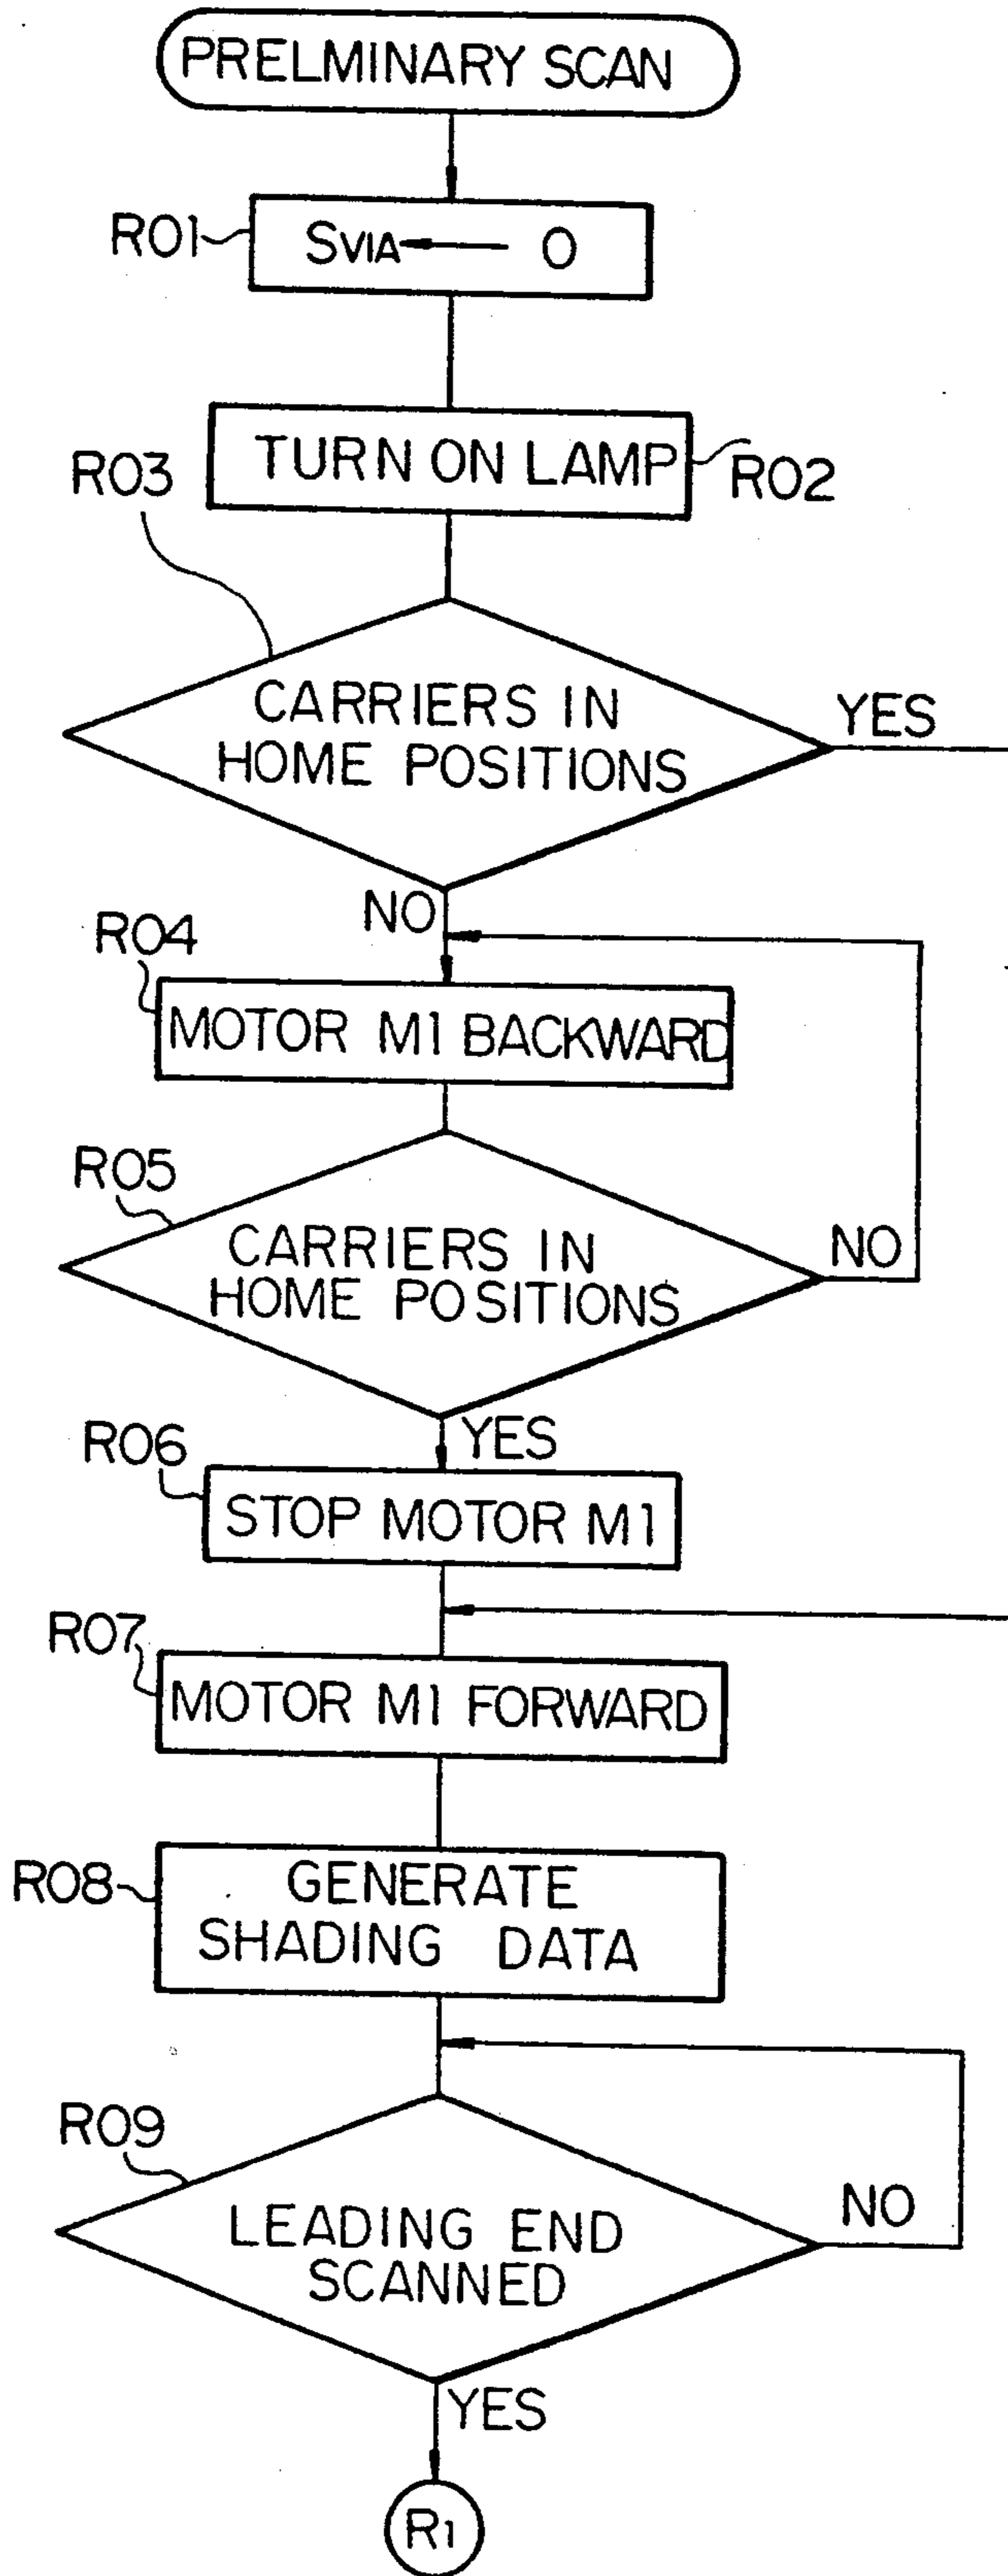 PRELMINARY SCAN
R01
SVIA ← 0
TURN ON LAMP
R02
R03
CARRIERS IN
HOME POSITIONS
YES
NO
R04
MOTOR M1 BACKWARD
R05
CARRIERS IN
HOME POSITIONS
NO
YES
R06
STOP MOTOR M1
R07
MOTOR M1 FORWARD
R08
GENERATE
SHADING DATA
R09
LEADING END
SCANNED
NO
YES
R1